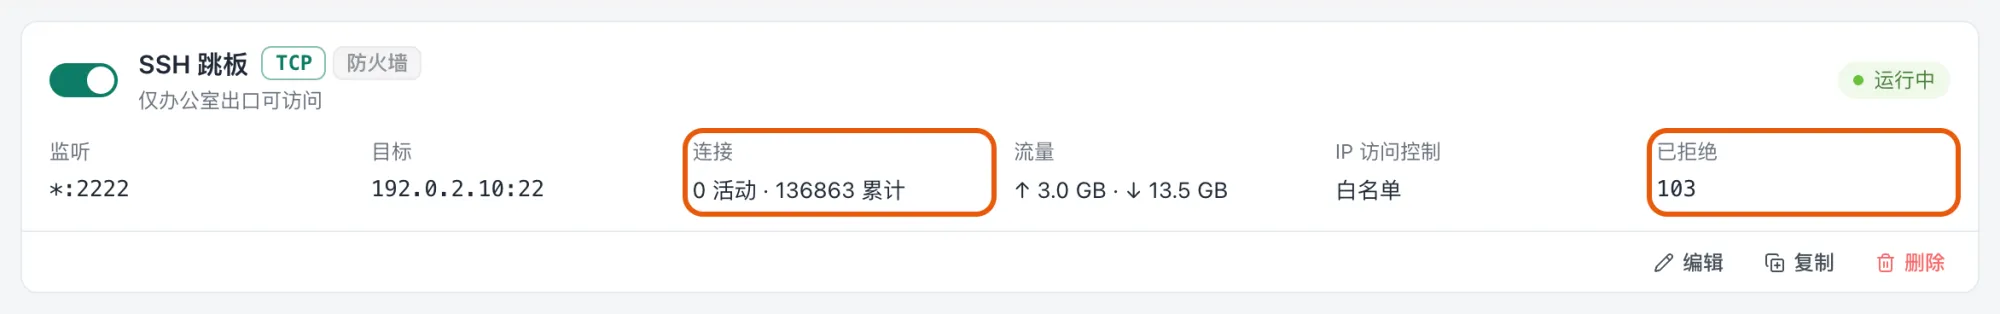 SSH 跳板 TCP 防火墙
仅办公室出口可访问
运行中
监听 目标 连接 流量 IP 访问控制 已拒绝
*:2222 192.0.2.10:22 0 活动 · 136863 累计 ↑ 3.0 GB · ↓ 13.5 GB 白名单 103
编辑 复制 删除